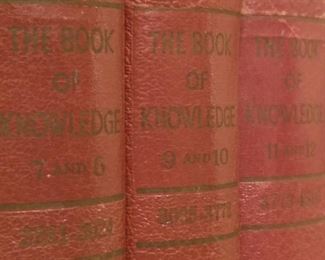 THE BOOK
OF
KNOWLEDGE
7 AND 8
THE BOOK
OF
KNOWLEDGE
9 AND 10
THE BOOK
OF
KNOWLEDGE
11 AND 12